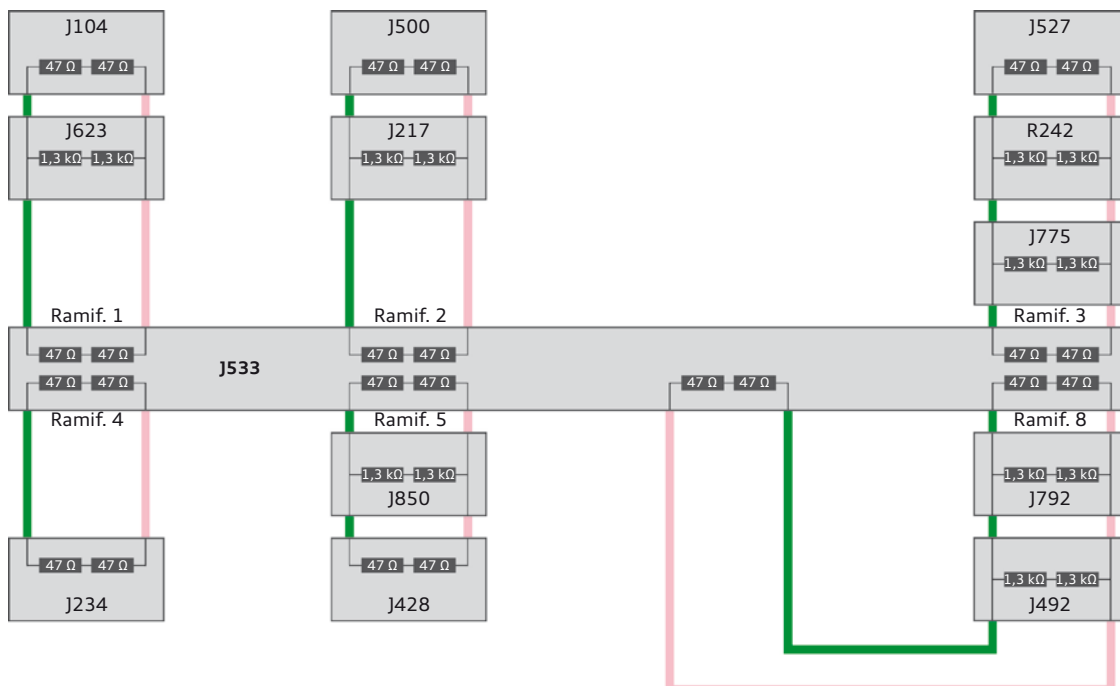 J104 J500 J527
47 Ω 47 Ω 47 Ω 47 Ω 47 Ω 47 Ω
J623 J217 R242
1,3 kΩ 1,3 kΩ 1,3 kΩ 1,3 kΩ 1,3 kΩ 1,3 kΩ
J775
1,3 kΩ 1,3 kΩ
Ramif. 1 Ramif. 2 Ramif. 3
47 Ω 47 Ω 47 Ω 47 Ω 47 Ω 47 Ω
J533
47 Ω 47 Ω 47 Ω 47 Ω 47 Ω 47 Ω 47 Ω 47 Ω
Ramif. 4 Ramif. 5 Ramif. 8
1,3 kΩ 1,3 kΩ 1,3 kΩ 1,3 kΩ
J850 J792
47 Ω 47 Ω 47 Ω 47 Ω
1,3 kΩ 1,3 kΩ
J234 J428 J492